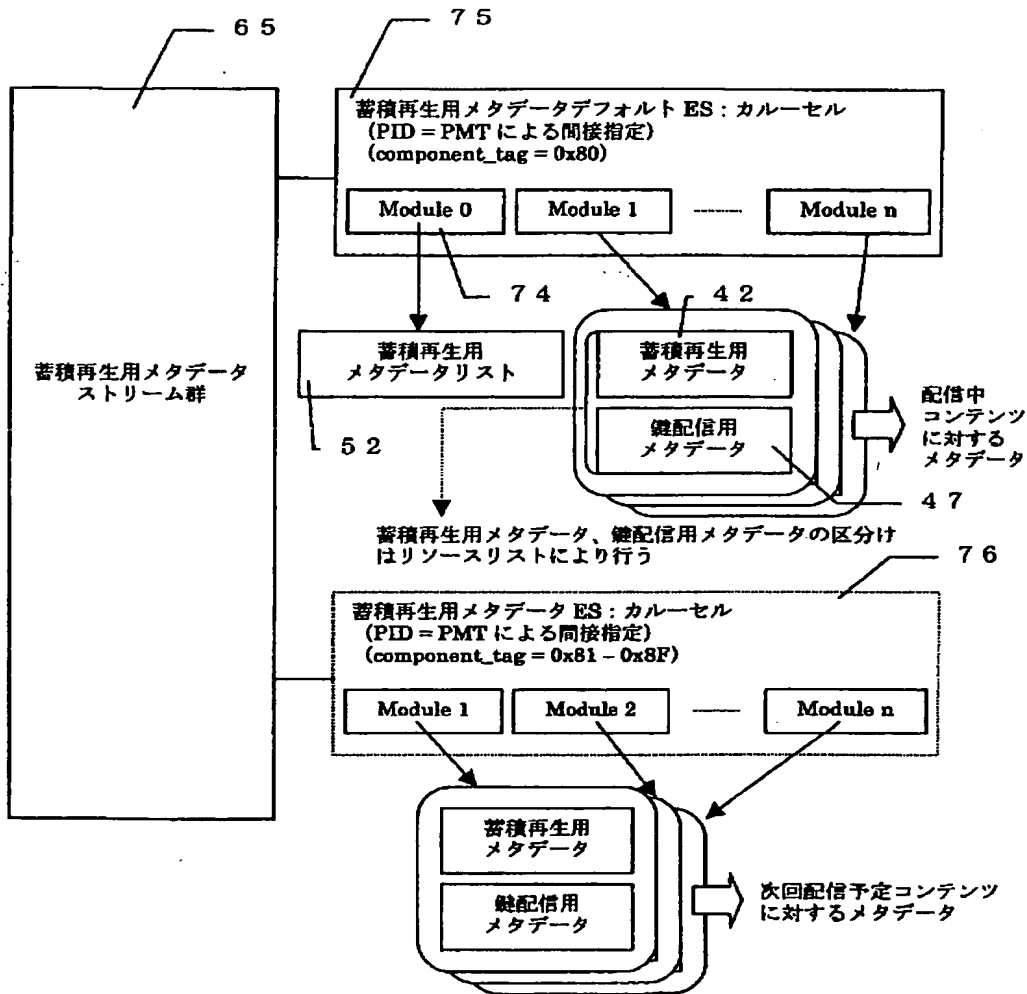 ６５
７５
蓄積再生用メタデータデフォルト ES：カルーセル
(PID = PMT による間接指定)
(component_tag = 0x80)
Module 0
Module 1
Module n
７４
４２
蓄積再生用メタデータ
ストリーム群
蓄積再生用
メタデータリスト
５２
蓄積再生用
メタデータ
鍵配信用
メタデータ
４７
配信中
コンテンツ
に対する
メタデータ
蓄積再生用メタデータ、鍵配信用メタデータの区分け
はリソースリストにより行う
７６
蓄積再生用メタデータ ES：カルーセル
(PID = PMT による間接指定)
(component_tag = 0x81 – 0x8F)
Module 1
Module 2
Module n
蓄積再生用
メタデータ
鍵配信用
メタデータ
次回配信予定コンテンツ
に対するメタデータ